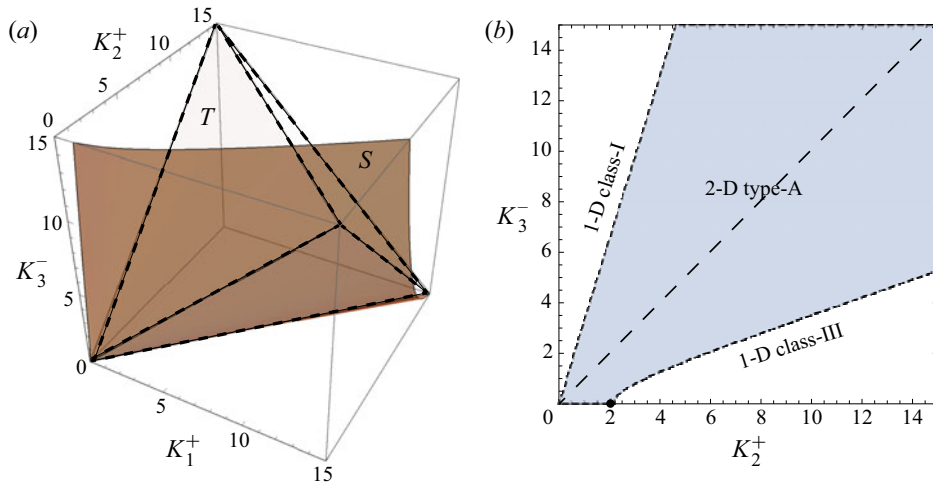 (a)
15
K₂⁺
10
5
0
15
T
S
10
K₃⁻
5
0
5
10
K₁⁺
15
(b)
14
12
10
8
6
4
2
K₃⁻
1-D class-I
2-D type-A
1-D class-III
0 2 4 6 8 10 12 14
K₂⁺